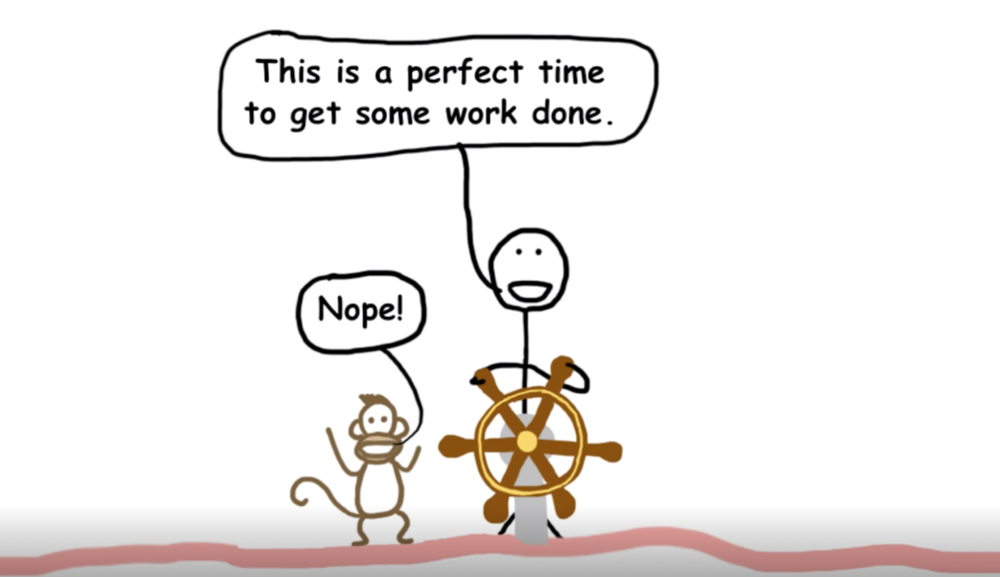 This is a perfect time
to get some work done.
Nope!